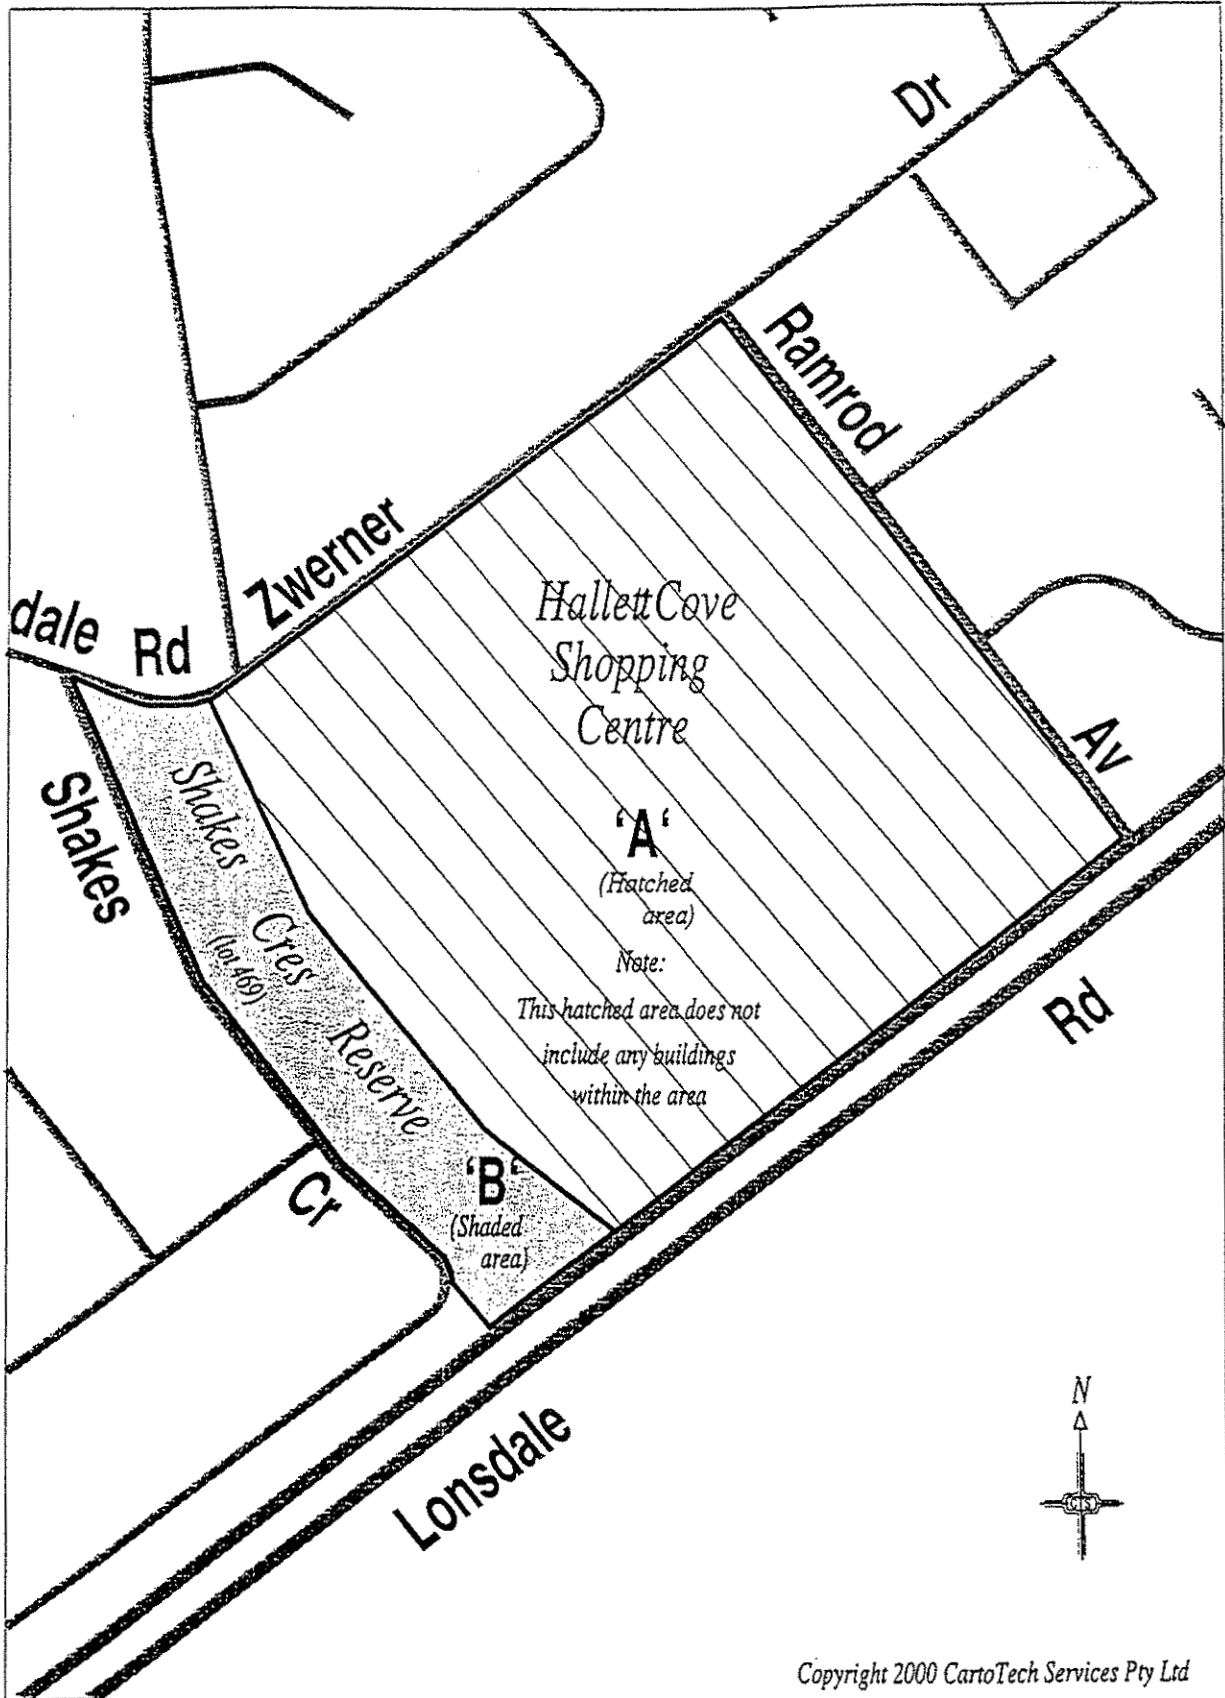 Dr
Ramrod
Zwerner
dale Rd
Hallett Cove
Shopping
Centre
Av
Shakes
Shakes
Cres
(lot 469)
Reserve
'A'
(Hatched
area)
Note:
This hatched area does not
include any buildings
within the area
Rd
Cr
'B'
(Shaded
area)
Lonsdale
N
CTS
Copyright 2000 CartoTech Services Pty Ltd